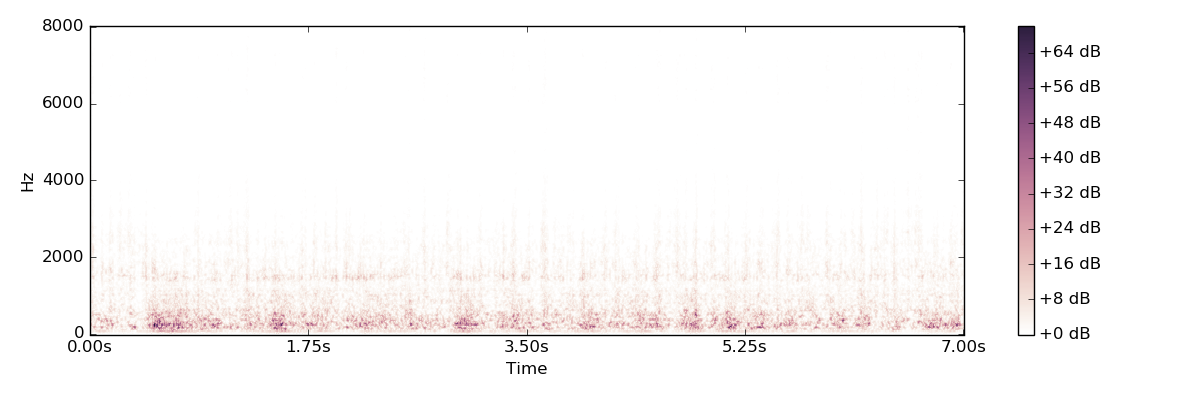 8000
6000
4000
2000
0
Hz
0.00s
1.75s
3.50s
5.25s
7.00s
Time
+64 dB
+56 dB
+48 dB
+40 dB
+32 dB
+24 dB
+16 dB
+8 dB
+0 dB